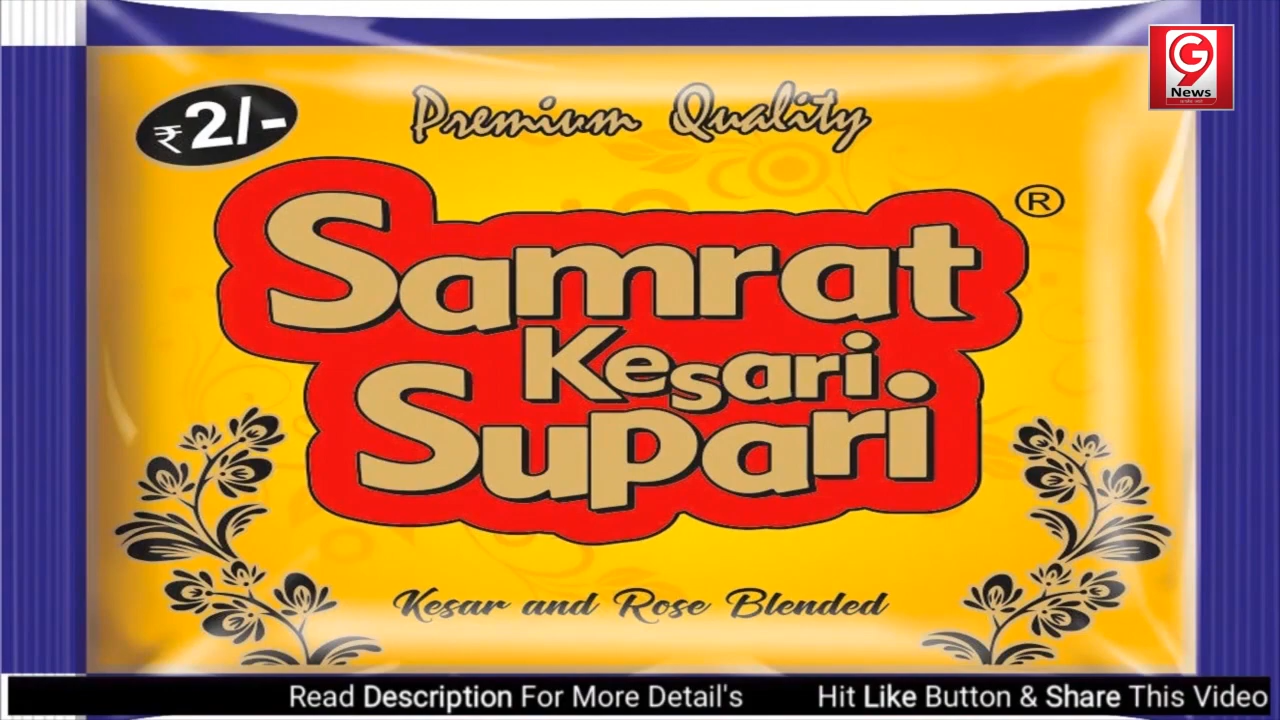 ₹2/-
Premium Quality
G9
News
Samrat ®
Kesari
Supari
Kesar and Rose Blended
Read Description For More Detail's Hit Like Button & Share This Video